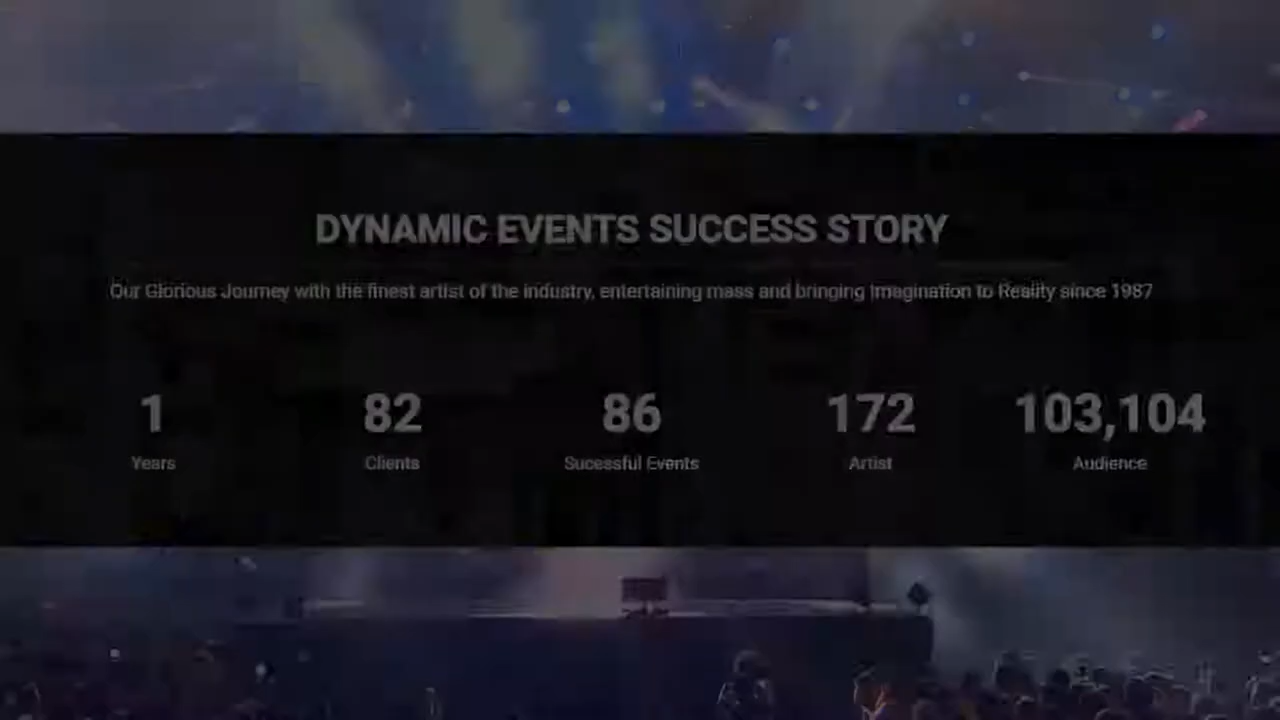 DYNAMIC EVENTS SUCCESS STORY
Our Glorious Journey with the finest artist of the industry, entertaining mass and bringing Imagination to Reality since 1987
1
82
86
172
103,104
Years
Clients
Sucessful Events
Artist
Audience